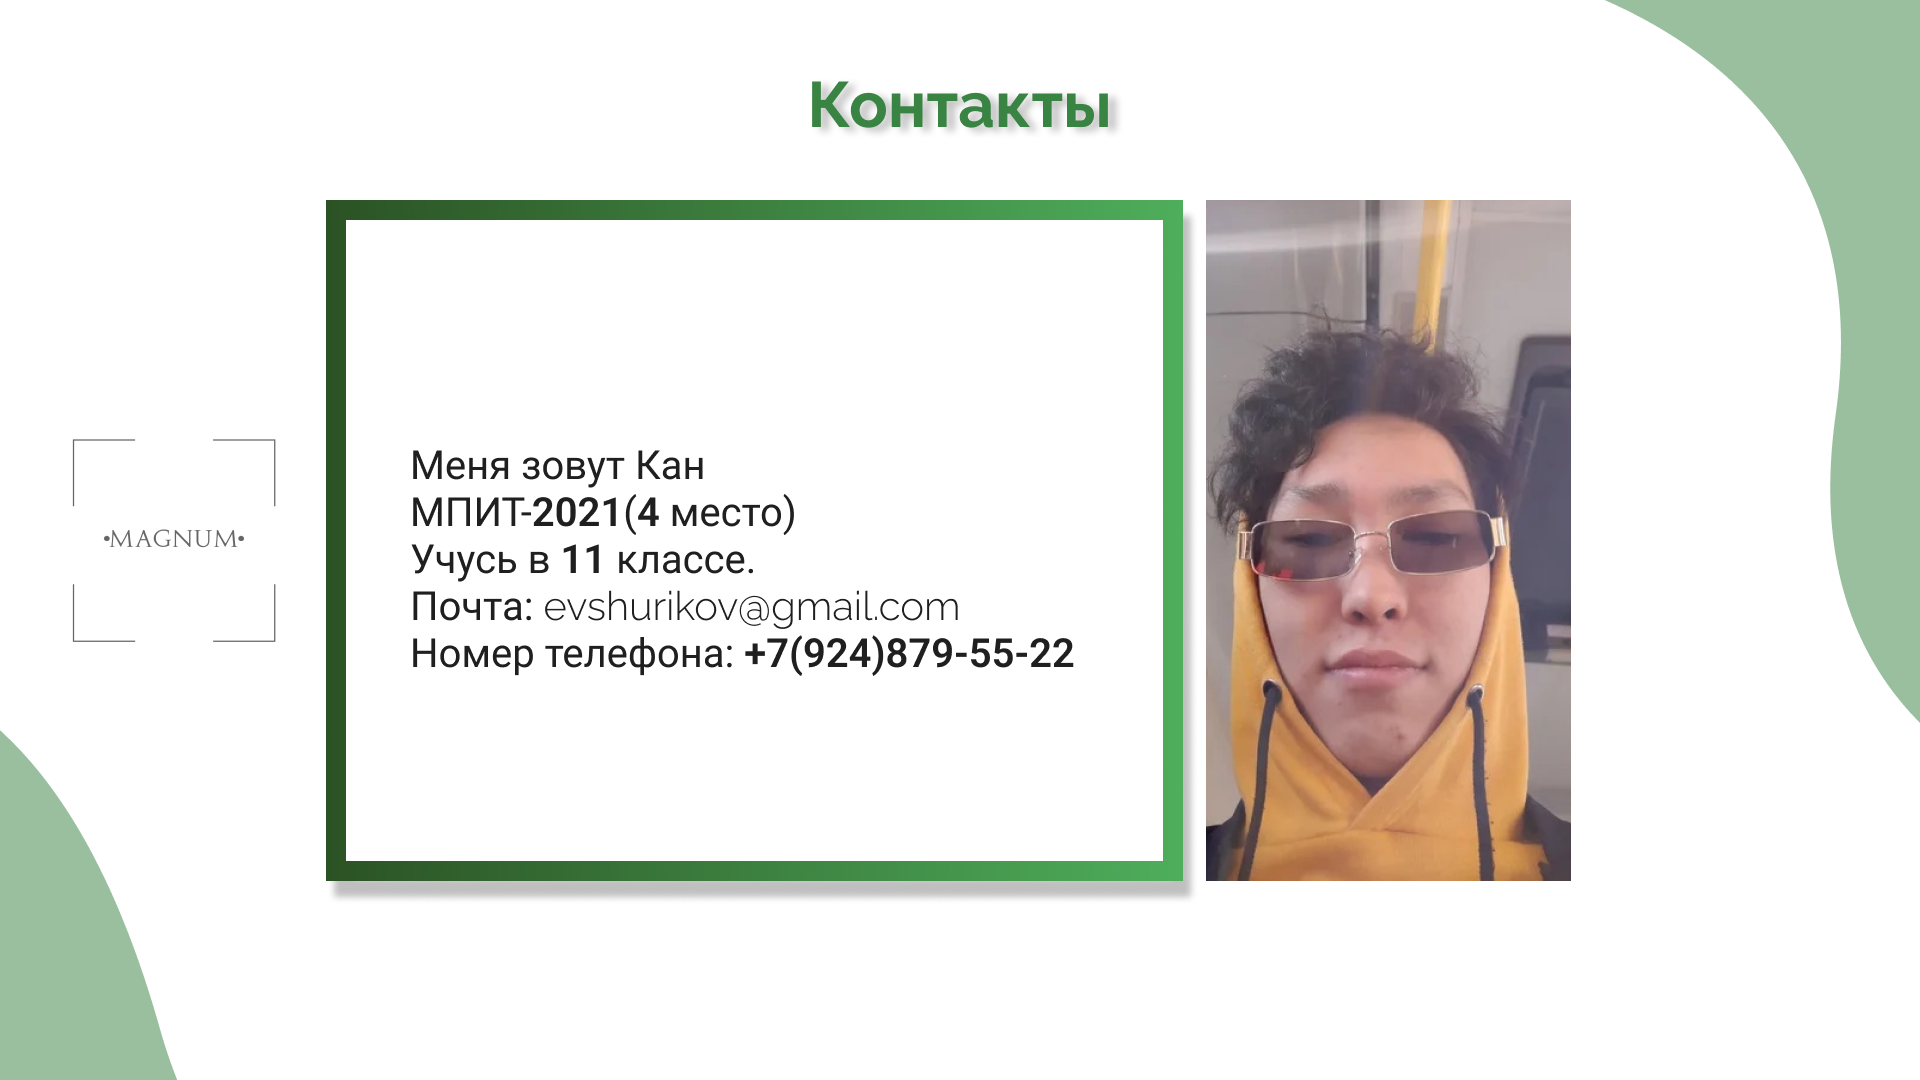 Контакты
•MAGNUM•
Меня зовут Кан
МПИТ-2021(4 место)
Учусь в 11 классе.
Почта: evshurikov@gmail.com
Номер телефона: +7(924)879-55-22